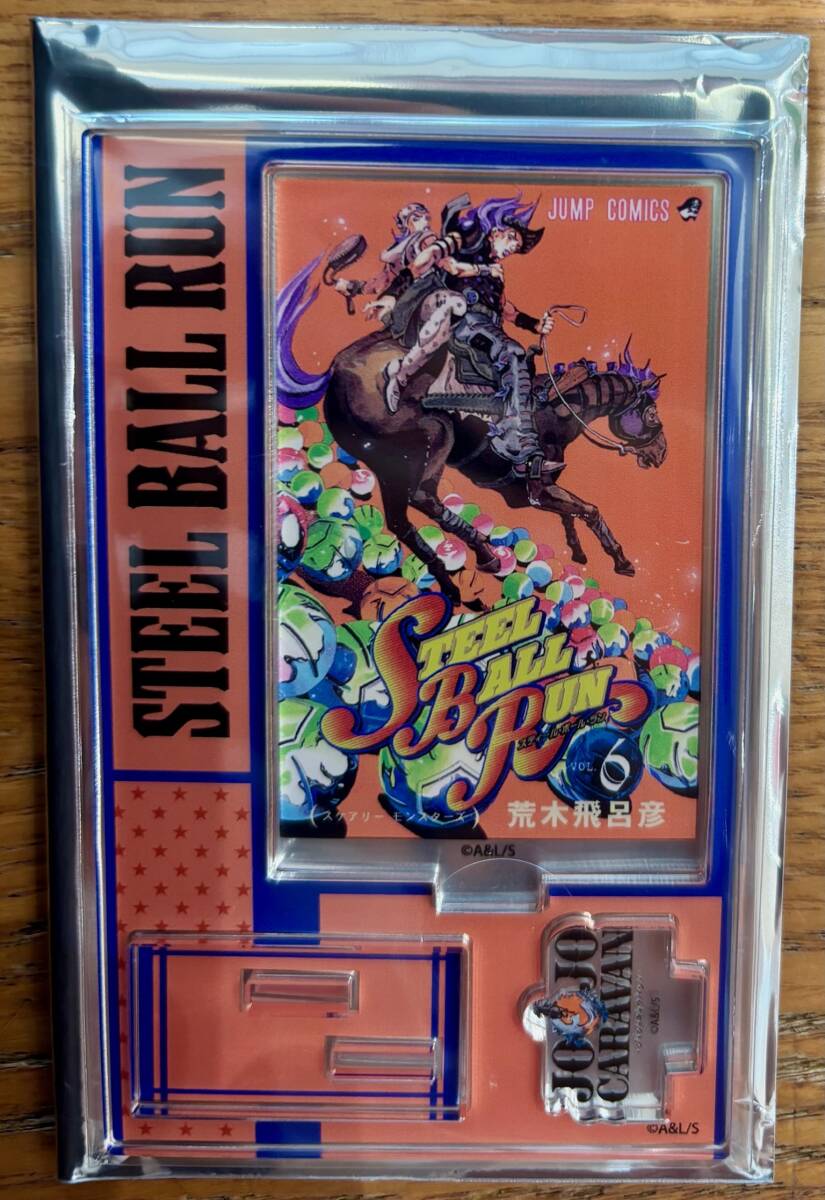 STEEL BALL RUN
JUMP COMICS
STEEL
BALL
RUN
スティール・ボール・ラン
VOL. 6
(スケアリー モンスターズ)
荒木飛呂彦
©A&L/S
JOJO
CARAVAN
©A&L/S
©A&L/S